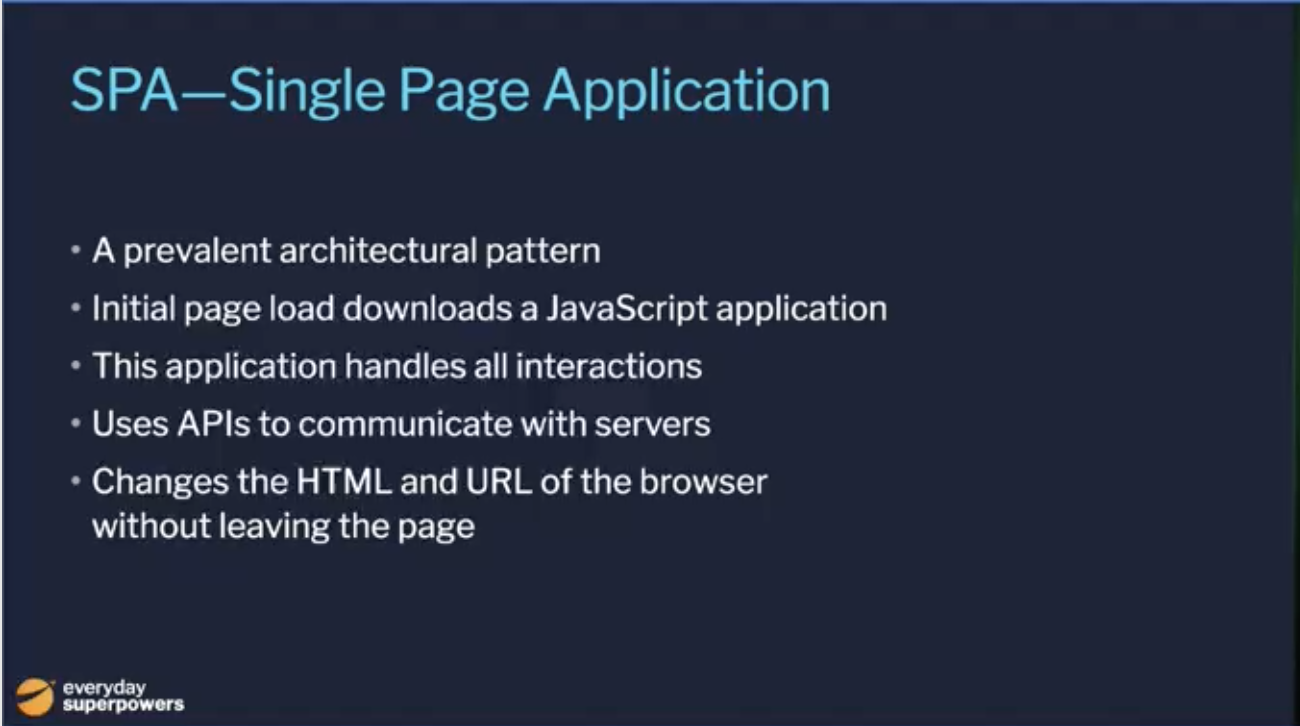 SPA—Single Page Application
• A prevalent architectural pattern
• Initial page load downloads a JavaScript application
• This application handles all interactions
• Uses APIs to communicate with servers
• Changes the HTML and URL of the browser
without leaving the page
everyday
superpowers